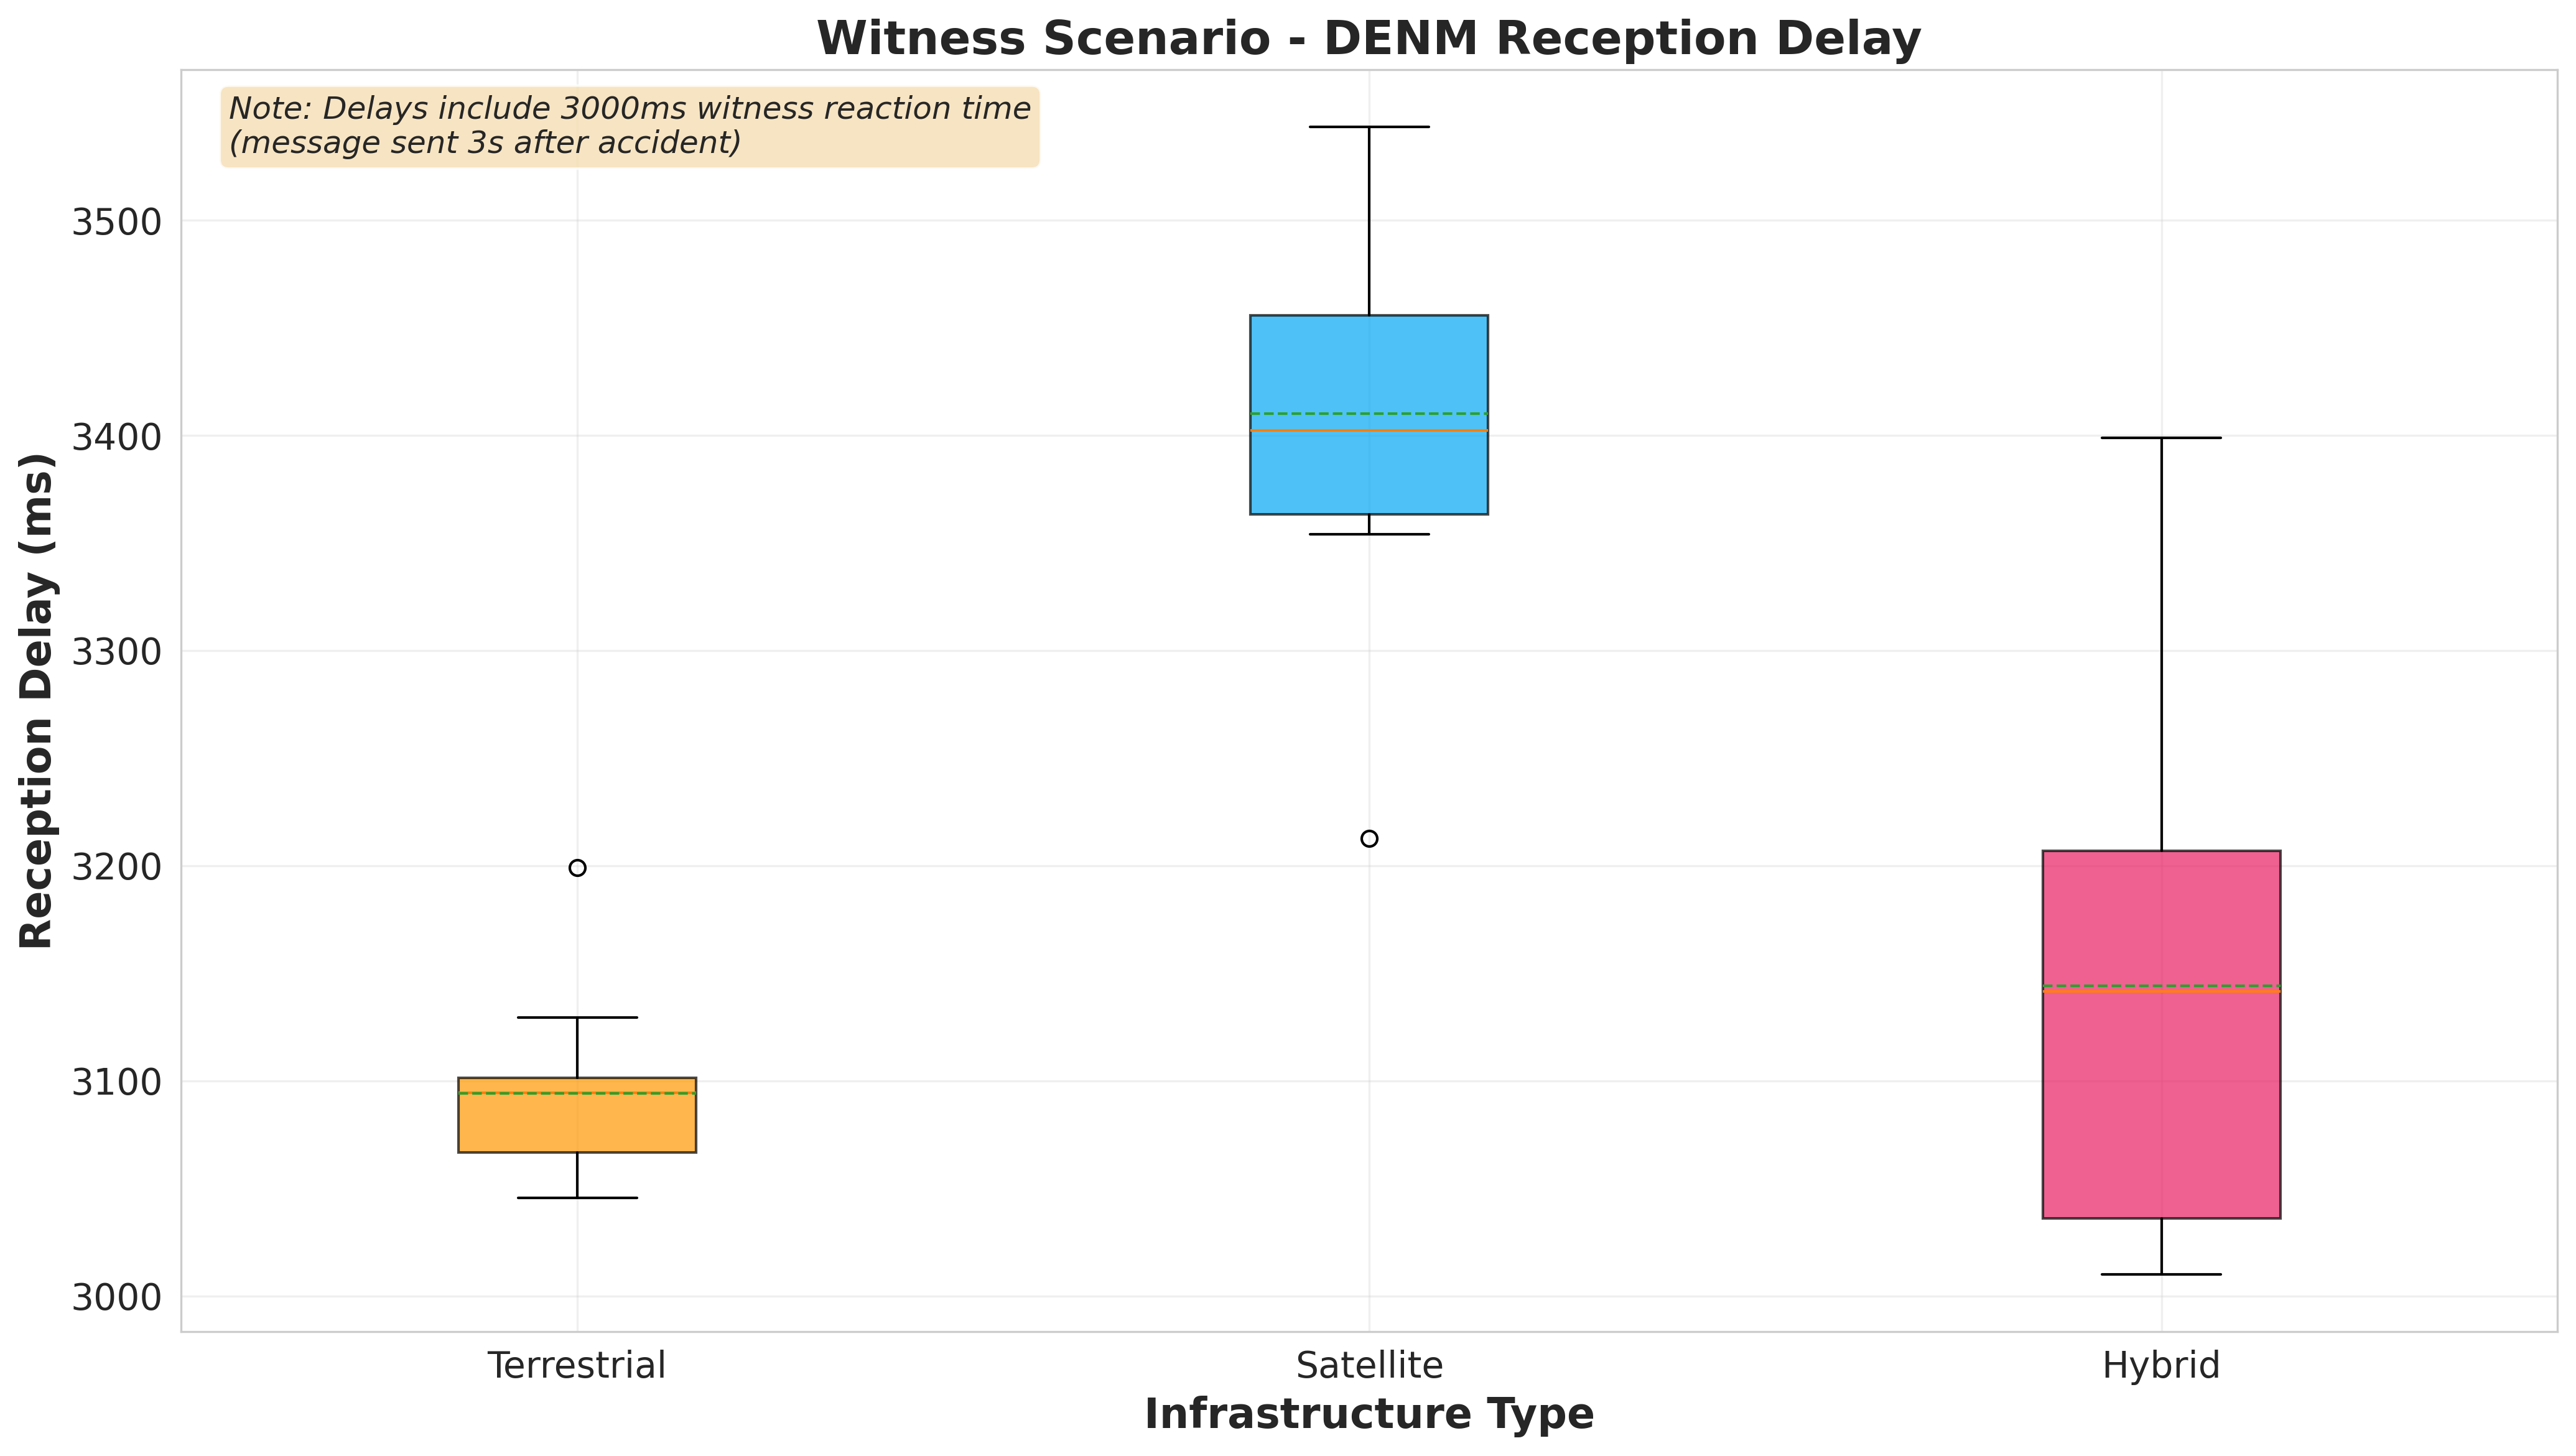 Witness Scenario - DENM Reception Delay
Note: Delays include 3000ms witness reaction time
(message sent 3s after accident)
Reception Delay (ms)
3500
3400
3300
3200
3100
3000
Terrestrial
Satellite
Hybrid
Infrastructure Type